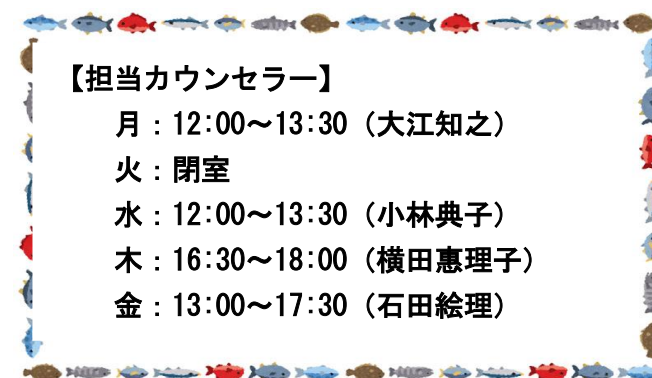 【担当カウンセラー】
月：12:00～13:30（大江知之）
火：閉室
水：12:00～13:30（小林典子）
木：16:30～18:00（横田惠理子）
金：13:00～17:30（石田絵理）